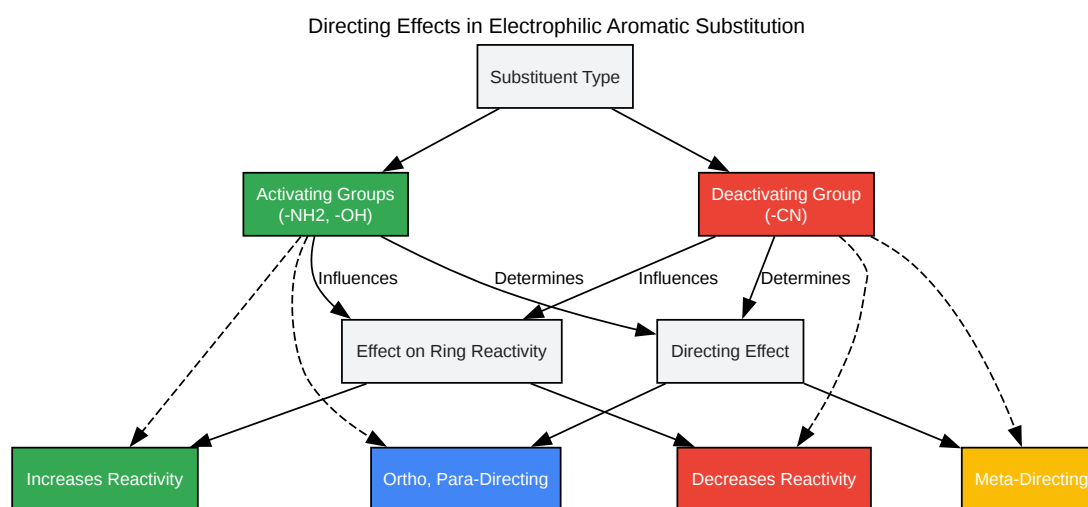 Directing Effects in Electrophilic Aromatic Substitution
Substituent Type
Activating Groups
(-NH2, -OH)
Deactivating Group
(-CN)
Influences
Determines
Influences
Determines
Effect on Ring Reactivity
Directing Effect
Increases Reactivity
Ortho, Para-Directing
Decreases Reactivity
Meta-Directing